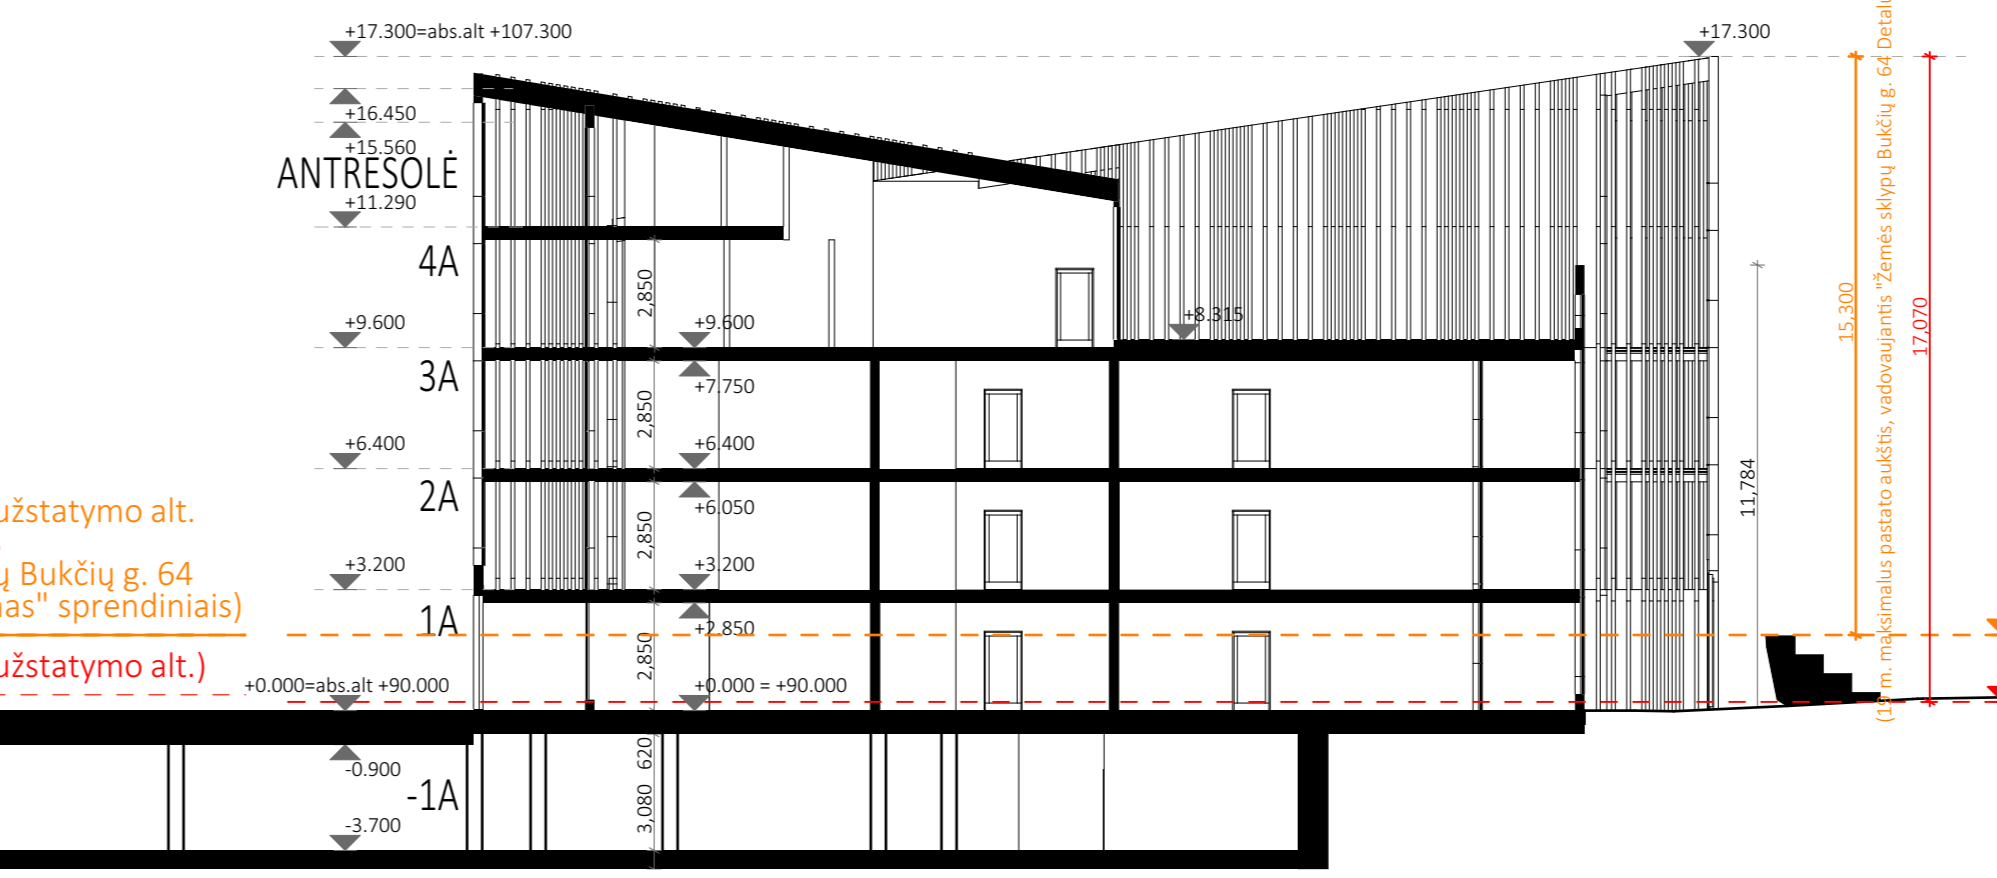 +17.300=abs.alt +107.300
+17.300
+16.450
+15.560
ANTRESOLĖ
+11.290
4A
2,850
+9.600
+9.600
+8.315
3A
+7.750
2,850
+6.400
+6.400
2A
+6.050
2,850
+3.200
+3.200
1A
+2.850
2,850
+0.000=abs.alt +90.000
+0.000 = +90.000
-0.900
620
-1A
3,080
-3.700
užstatymo alt.
ų Bukčių g. 64
nas" sprendiniais)
užstatymo alt.)
11,784
15,300
17,070
m. maksimalus pastato aukštis, vadovaujantis "Žemės sklypų Bukčių g. 64 Detal